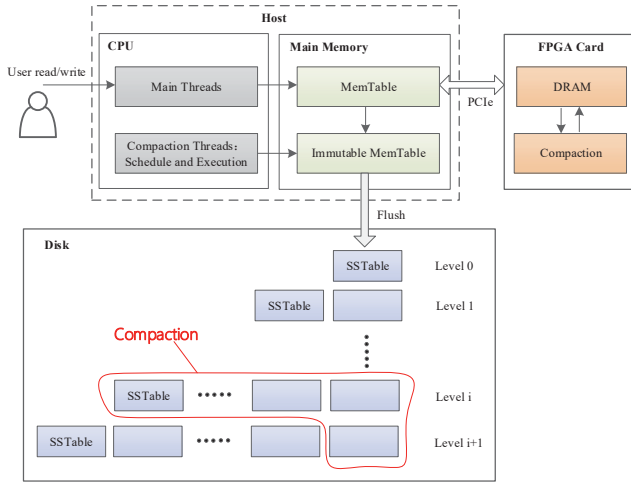 Host
CPU
Main Memory
FPGA Card
User read/write
Main Threads
MemTable
PCIe
DRAM
Compaction Threads:
Schedule and Execution
Immutable MemTable
Compaction
Flush
Disk
SSTable
Level 0
SSTable
Level 1
Compaction
SSTable
Level i
SSTable
Level i+1